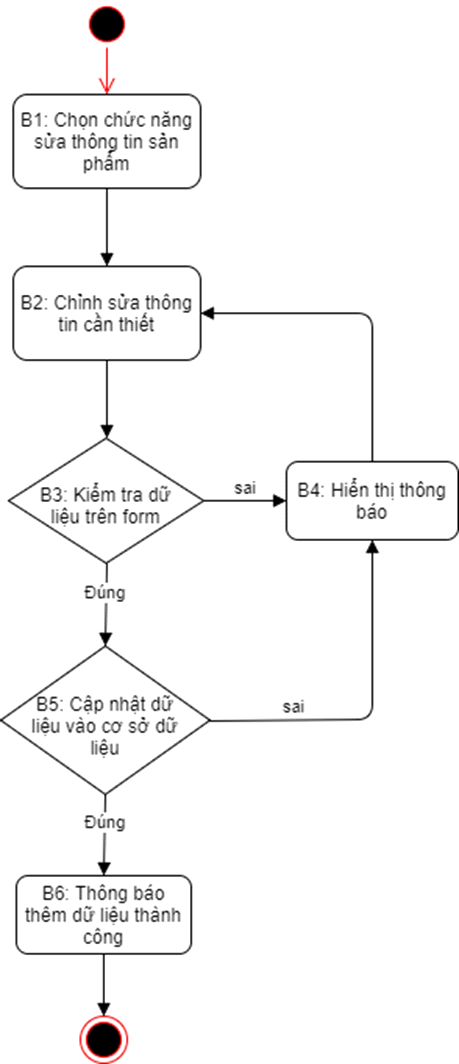 B1: Chọn chức năng
sửa thông tin sản
phẩm
B2: Chỉnh sửa thông
tin cần thiết
B3: Kiểm tra dữ
liệu trên form
sai
B4: Hiển thị thông
báo
Đúng
B5: Cập nhật dữ
liệu vào cơ sở dữ
liệu
sai
Đúng
B6: Thông báo
thêm dữ liệu thành
công